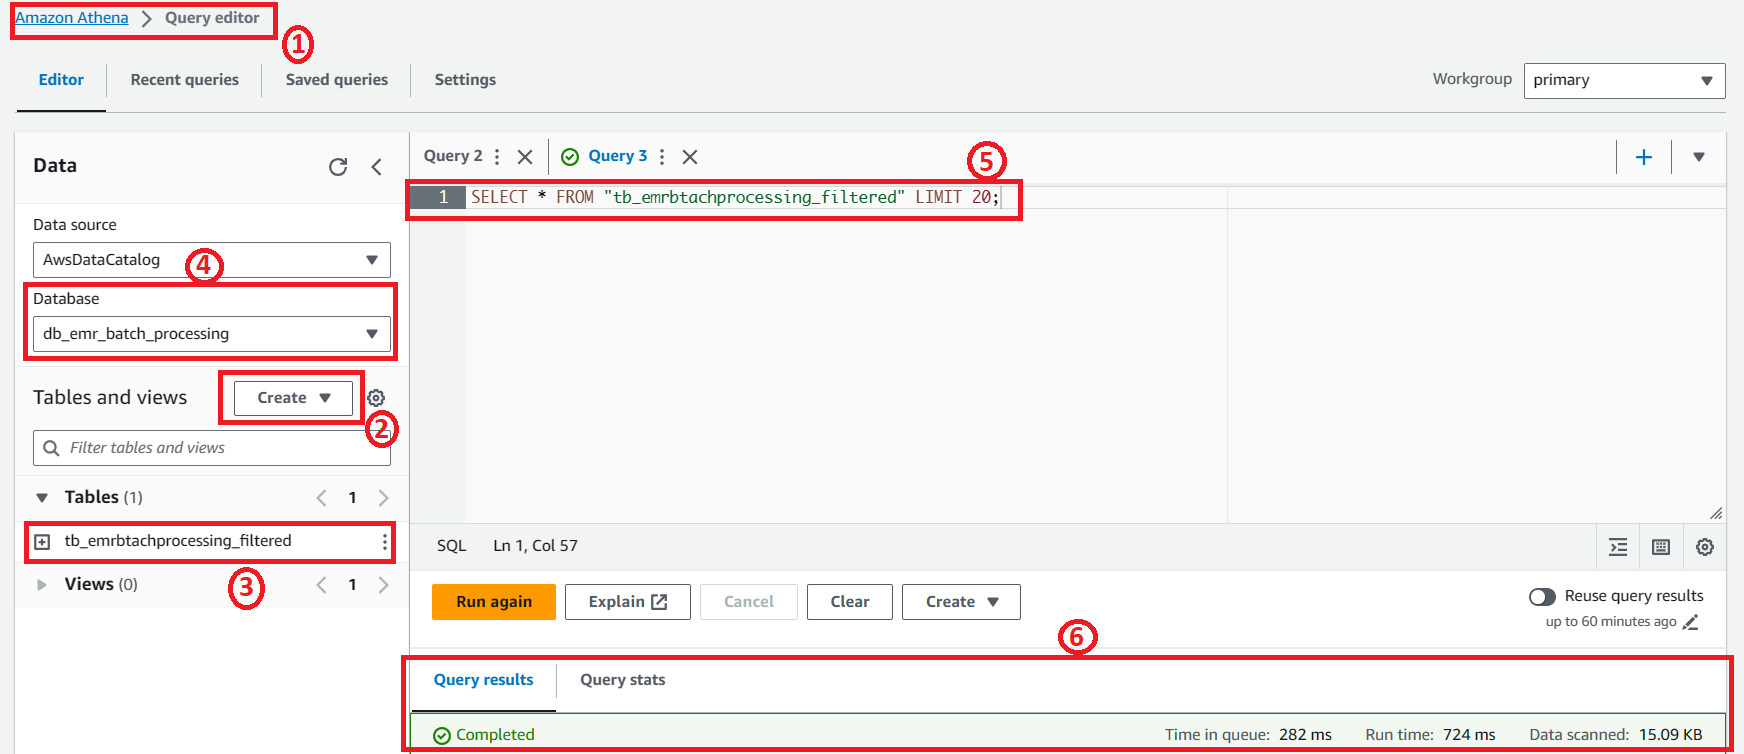 Amazon Athena > Query editor
1
Editor Recent queries Saved queries Settings
Workgroup primary
Data
Query 2 Query 3
5
1 SELECT * FROM "tb_emrbtachprocessing_filtered" LIMIT 20;
Data source
AwsDataCatalog
4
Database
db_emr_batch_processing
Tables and views Create
2
Filter tables and views
Tables (1) 1
tb_emrbtachprocessing_filtered
Views (0) 1
3
SQL Ln 1, Col 57
Run again Explain Cancel Clear Create
Reuse query results
up to 60 minutes ago
6
Query results Query stats
Completed
Time in queue: 282 ms Run time: 724 ms Data scanned: 15.09 KB